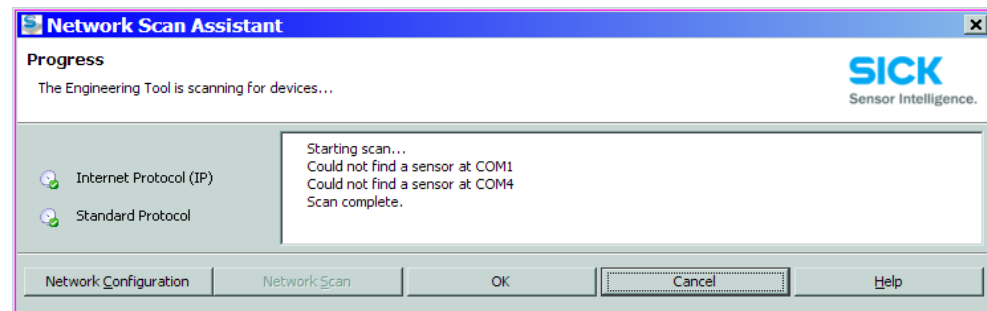 Network Scan Assistant
Progress
The Engineering Tool is scanning for devices...
SICK
Sensor Intelligence.
Internet Protocol (IP)
Standard Protocol
Starting scan...
Could not find a sensor at COM1
Could not find a sensor at COM4
Scan complete.
Network Configuration
Network Scan
OK
Cancel
Help